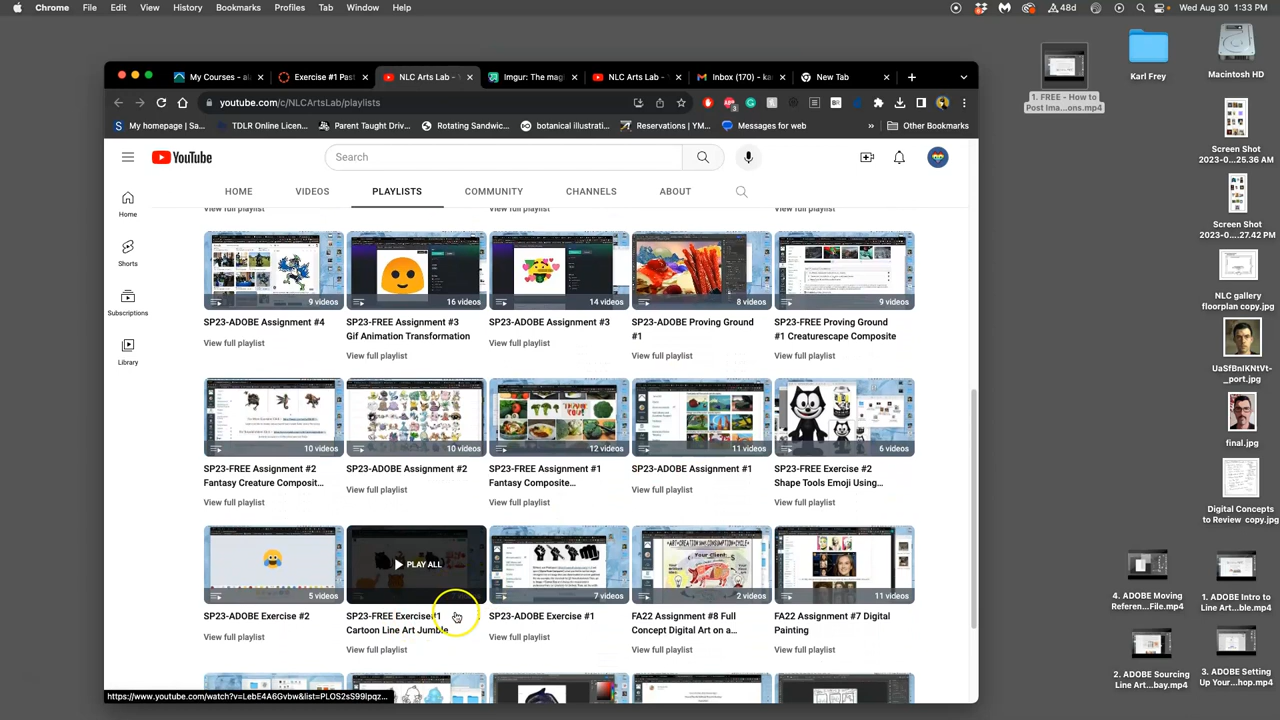 Chrome File Edit View History Bookmarks Profiles Tab Window Help
48d
Wed Aug 30 1:33 PM
My Courses - al
Exercise #1 Pas
NLC Arts Lab - Y
Imgur: The mag
NLC Arts Lab -
Inbox (170) - ka
New Tab
youtube.com/c/NLCArtsLab/playlists
My homepage | Sa...
TDLR Online Licen...
Parent Taught Driv...
Rotating Sandwic...
botanical illustrati...
Reservations | YM...
Messages for web
»
Other Bookmarks
YouTube
Search
HOME VIDEOS PLAYLISTS COMMUNITY CHANNELS ABOUT
Home
Shorts
Subscriptions
Library
View full playlist
View full playlist
View full playlist
9 videos
16 videos
14 videos
8 videos
9 videos
SP23-ADOBE Assignment #4
View full playlist
SP23-FREE Assignment #3
Gif Animation Transformation
View full playlist
SP23-ADOBE Assignment #3
View full playlist
SP23-ADOBE Proving Ground
#1
View full playlist
SP23-FREE Proving Ground
#1 Creaturescape Composite
View full playlist
10 videos
10 videos
12 videos
11 videos
6 videos
SP23-FREE Assignment #2
Fantasy Creature Composit...
View full playlist
SP23-ADOBE Assignment #2
View full playlist
SP23-FREE Assignment #1
Fantasy Composite...
View full playlist
SP23-ADOBE Assignment #1
View full playlist
SP23-FREE Exercise #2
Shape Tools Emoji Using...
View full playlist
PLAY ALL
ART CREATION
CONSUMPTION CYCLE
Your client:
5 videos
7 videos
2 videos
11 videos
SP23-ADOBE Exercise #2
View full playlist
SP23-FREE Exercise #1
Cartoon Line Art Jumble
View full playlist
SP23-ADOBE Exercise #1
View full playlist
FA22 Assignment #8 Full
Concept Digital Art on a...
View full playlist
FA22 Assignment #7 Digital
Painting
View full playlist
1. FREE - How to
Post Ima...ons.mp4
Karl Frey
Macintosh HD
Screen Shot
2023-0...25.36 AM
Screen Shot
2023-0....27.42 PM
NLC gallery
floorplan copy.jpg
UaSfBnIKNtVt-
_port.jpg
final.jpg
Digital Concepts
to Review copy.jpg
4. ADOBE Moving
Referen...File.mp4
1. ADOBE Intro to
Line Art...ble.mp4
2. ADOBE Sourcing
Line Art...bay.mp4
3. ADOBE Setting
Up Your...hop.mp4